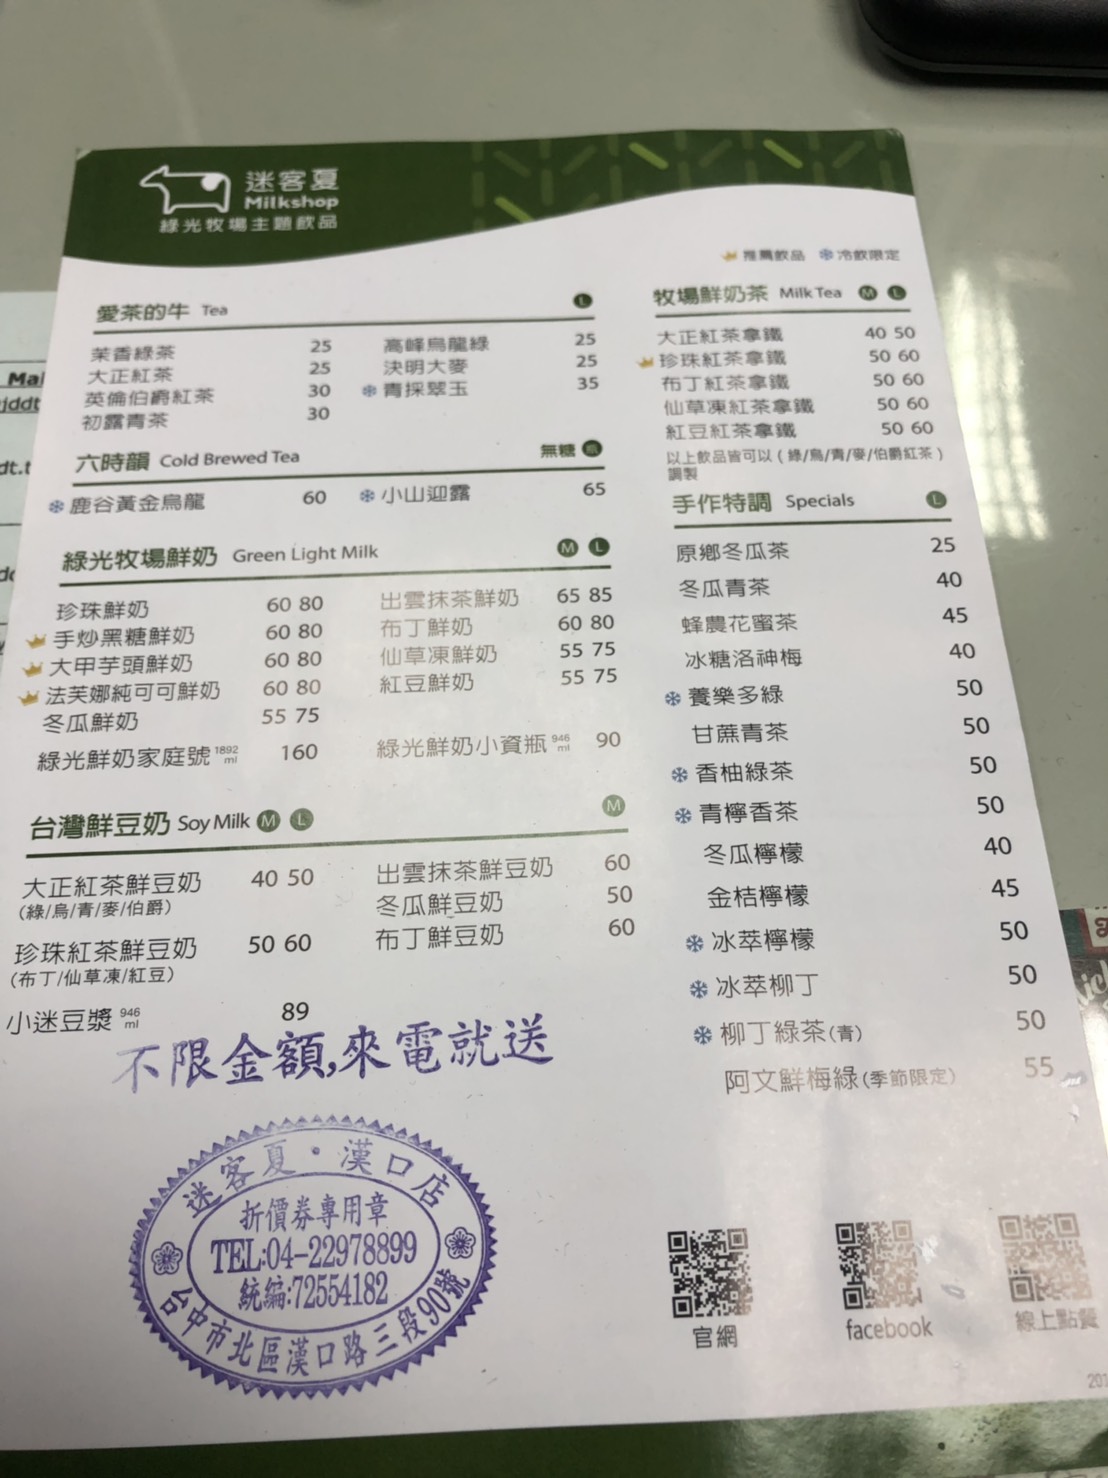 迷客夏
Milkshop
綠光牧場主題飲品
推薦飲品 冷飲限定
愛茶的牛 Tea L
茉香綠茶 25
大正紅茶 25
英倫伯爵紅茶 30
初露青茶 30
高峰烏龍綠 25
決明大麥 25
青採翠玉 35
六時韻 Cold Brewed Tea 無糖
鹿谷黃金烏龍 60
小山迎露 65
綠光牧場鮮奶 Green Light Milk M L
珍珠鮮奶 60 80
手炒黑糖鮮奶 60 80
大甲芋頭鮮奶 60 80
法芙娜純可可鮮奶 60 80
冬瓜鮮奶 55 75
綠光鮮奶家庭號 1892 ml 160
出雲抹茶鮮奶 65 85
布丁鮮奶 60 80
仙草凍鮮奶 55 75
紅豆鮮奶 55 75
綠光鮮奶小資瓶 946 ml 90
台灣鮮豆奶 Soy Milk M L
M
大正紅茶鮮豆奶 40 50
(綠/烏/青/麥/伯爵)
珍珠紅茶鮮豆奶 50 60
(布丁/仙草凍/紅豆)
小迷豆漿 946 ml 89
出雲抹茶鮮豆奶 60
冬瓜鮮豆奶 50
布丁鮮豆奶 60
牧場鮮奶茶 Milk Tea M L
大正紅茶拿鐵 40 50
珍珠紅茶拿鐵 50 60
布丁紅茶拿鐵 50 60
仙草凍紅茶拿鐵 50 60
紅豆紅茶拿鐵 50 60
以上飲品皆可以(綠/烏/青/麥/伯爵紅茶)
調製
手作特調 Specials L
原鄉冬瓜茶 25
冬瓜青茶 40
蜂農花蜜茶 45
冰糖洛神梅 40
養樂多綠 50
甘蔗青茶 50
香柚綠茶 50
青檸香茶 50
冬瓜檸檬 40
金桔檸檬 45
冰萃檸檬 50
冰萃柳丁 50
柳丁綠茶(青) 50
阿文鮮梅綠(季節限定) 55
不限金額,來電就送
迷客夏·漢口店
折價券專用章
TEL:04-22978899
統編:72554182
台中市北區漢口路三段90號
官網
facebook
線上點餐